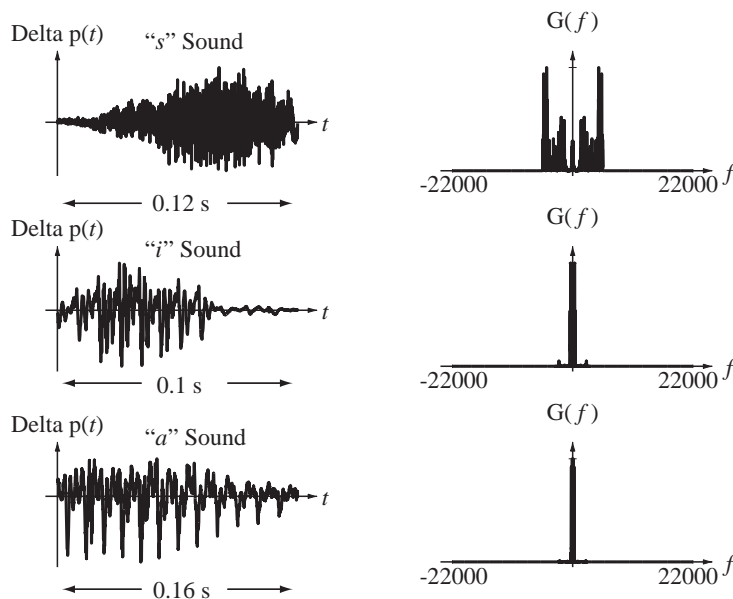 Delta p(t)
“s” Sound
G(f)
t
-22000
22000
f
0.12 s
Delta p(t)
“i” Sound
G(f)
t
-22000
22000
f
0.1 s
Delta p(t)
“a” Sound
G(f)
t
-22000
22000
f
0.16 s